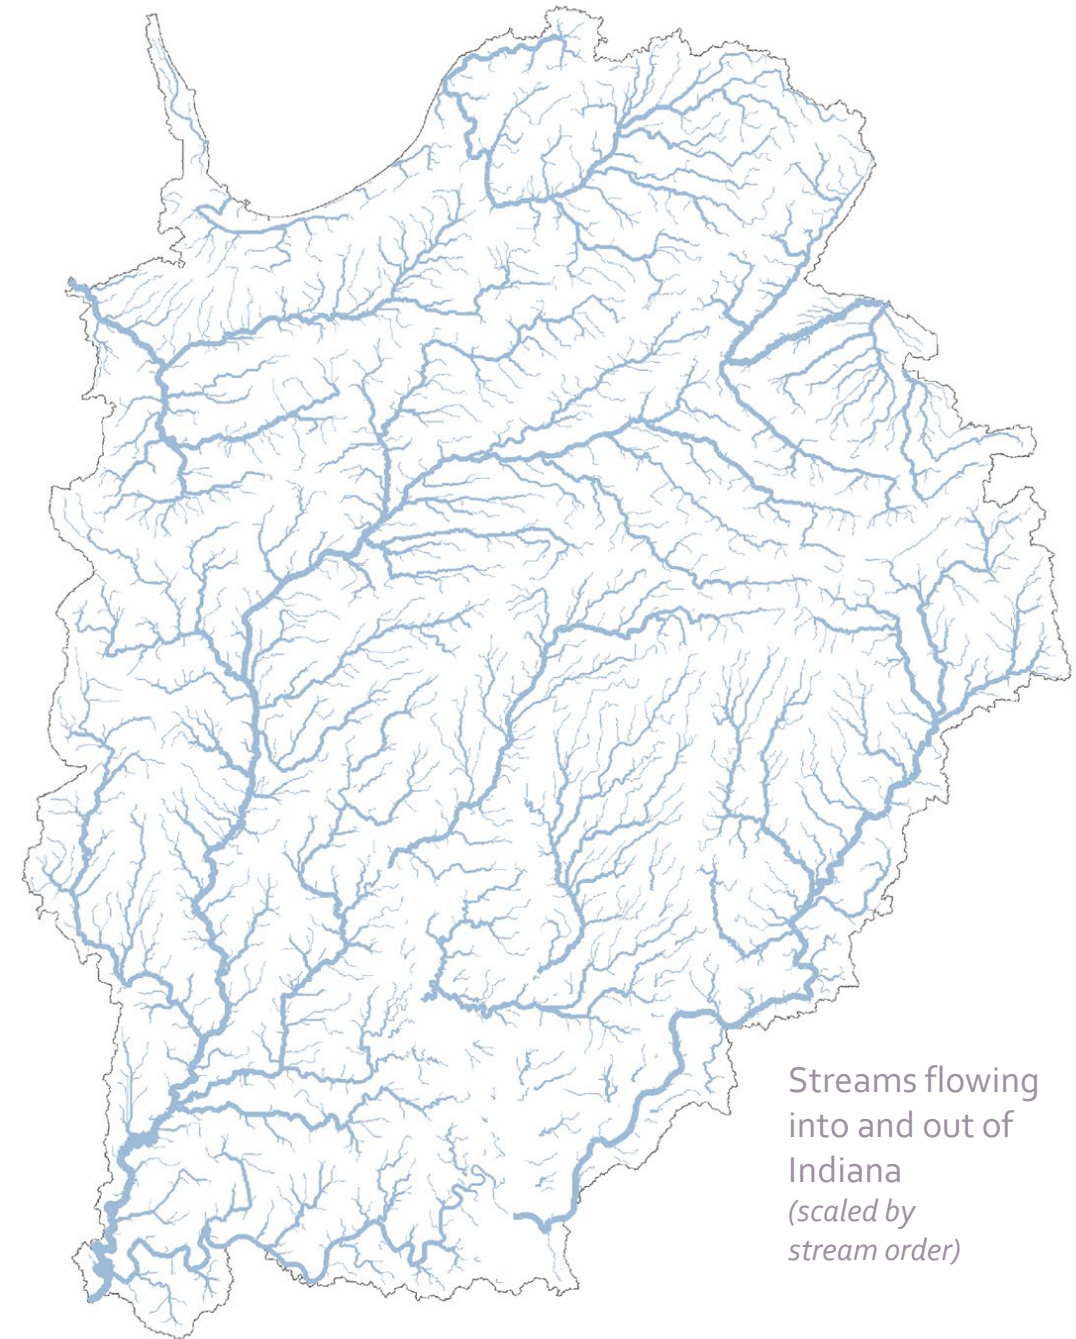 Streams flowing
into and out of
Indiana
(scaled by
stream order)